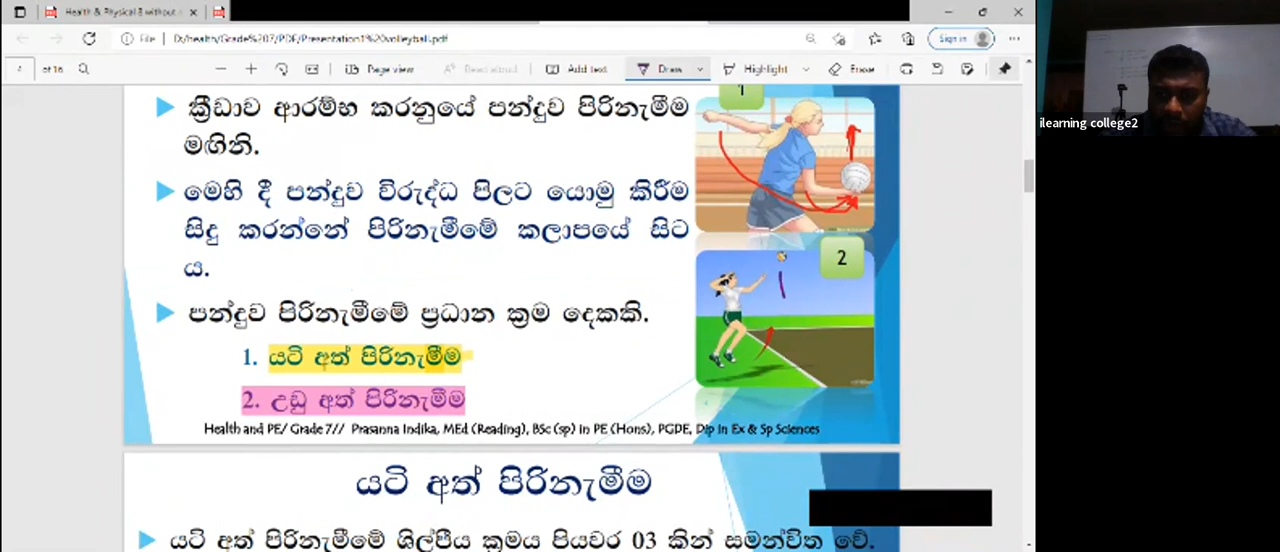 Health & Physical 8 without
File D:/health/Grade%207/PDF/Presentation1%20volleyball.pdf Sign in
of 16 Page view Read aloud Add text Draw Highlight Erase
ක්‍රීඩාව ආරම්භ කරනුයේ පන්දුව පිරිනැමීම
මඟිනි.
මෙහි දී පන්දුව විරුද්ධ පිලට යොමු කිරීම
සිදු කරන්නේ පිරිනැමීමේ කලාපයේ සිට
ය.
පන්දුව පිරිනැමීමේ ප්‍රධාන ක්‍රම දෙකකි.
1. යටි අත් පිරිනැමීම
2. උඩු අත් පිරිනැමීම
1
2
Health and PE/ Grade 7// Prasanna Indika, MEd (Reading), BSc (sp) in PE (Hons), PGDE, Dip in Ex & Sp Sciences
යටි අත් පිරිනැමීම
යටි අත් පිරිනැමීමේ ශිල්පීය ක්‍රමය පියවර 03 කින් සමන්විත වේ.
ilearning college2